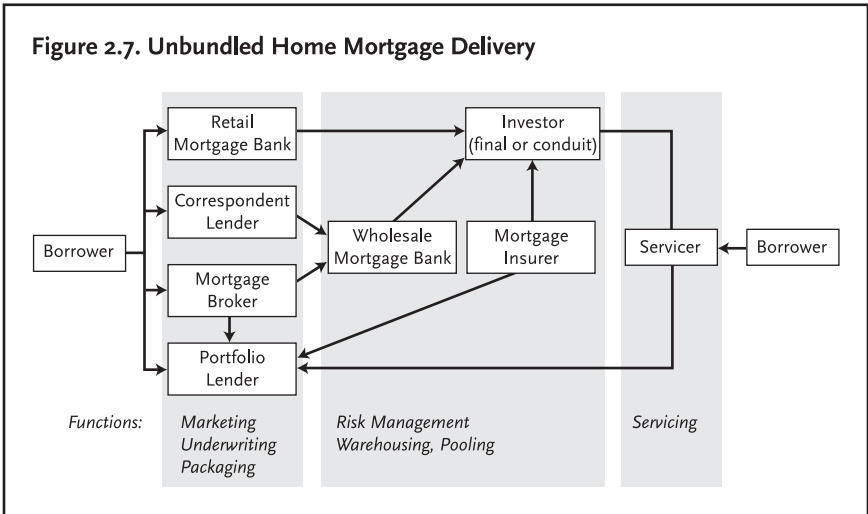 Figure 2.7. Unbundled Home Mortgage Delivery
Retail
Mortgage Bank
Investor
(final or conduit)
Correspondent
Lender
Borrower
Wholesale
Mortgage Bank
Mortgage
Insurer
Servicer
Borrower
Mortgage
Broker
Portfolio
Lender
Functions:
Marketing
Underwriting
Packaging
Risk Management
Warehousing, Pooling
Servicing